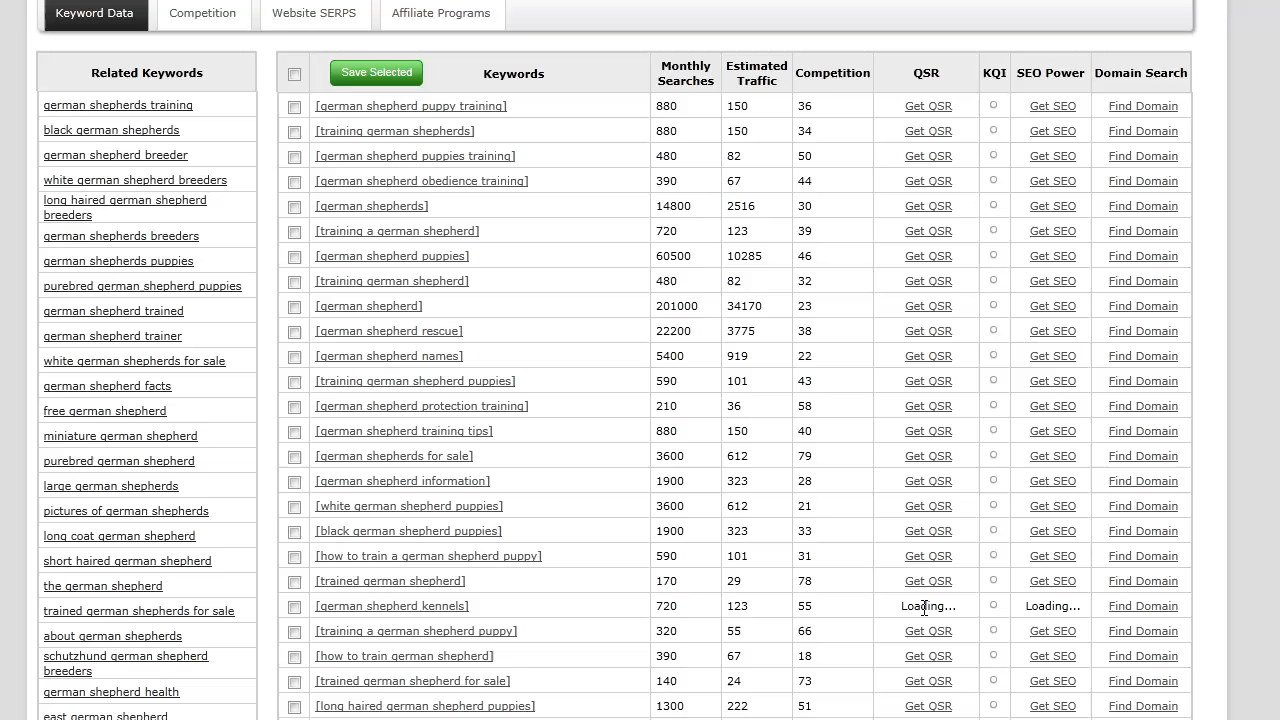 Keyword Data Competition Website SERPS Affiliate Programs
Related Keywords
german shepherds training
black german shepherds
german shepherd breeder
white german shepherd breeders
long haired german shepherd
breeders
german shepherds breeders
german shepherds puppies
purebred german shepherd puppies
german shepherd trained
german shepherd trainer
white german shepherds for sale
german shepherd facts
free german shepherd
miniature german shepherd
purebred german shepherd
large german shepherds
pictures of german shepherds
long coat german shepherd
short haired german shepherd
the german shepherd
trained german shepherds for sale
about german shepherds
schutzhund german shepherd
breeders
german shepherd health
east german shepherd
Save Selected Keywords Monthly Searches Estimated Traffic Competition QSR KQI SEO Power Domain Search
[german shepherd puppy training] 880 150 36 Get QSR Get SEO Find Domain
[training german shepherds] 880 150 34 Get QSR Get SEO Find Domain
[german shepherd puppies training] 480 82 50 Get QSR Get SEO Find Domain
[german shepherd obedience training] 390 67 44 Get QSR Get SEO Find Domain
[german shepherds] 14800 2516 30 Get QSR Get SEO Find Domain
[training a german shepherd] 720 123 39 Get QSR Get SEO Find Domain
[german shepherd puppies] 60500 10285 46 Get QSR Get SEO Find Domain
[training german shepherd] 480 82 32 Get QSR Get SEO Find Domain
[german shepherd] 201000 34170 23 Get QSR Get SEO Find Domain
[german shepherd rescue] 22200 3775 38 Get QSR Get SEO Find Domain
[german shepherd names] 5400 919 22 Get QSR Get SEO Find Domain
[training german shepherd puppies] 590 101 43 Get QSR Get SEO Find Domain
[german shepherd protection training] 210 36 58 Get QSR Get SEO Find Domain
[german shepherd training tips] 880 150 40 Get QSR Get SEO Find Domain
[german shepherds for sale] 3600 612 79 Get QSR Get SEO Find Domain
[german shepherd information] 1900 323 28 Get QSR Get SEO Find Domain
[white german shepherd puppies] 3600 612 21 Get QSR Get SEO Find Domain
[black german shepherd puppies] 1900 323 33 Get QSR Get SEO Find Domain
[how to train a german shepherd puppy] 590 101 31 Get QSR Get SEO Find Domain
[trained german shepherd] 170 29 78 Get QSR Get SEO Find Domain
[german shepherd kennels] 720 123 55 Loading... Loading... Find Domain
[training a german shepherd puppy] 320 55 66 Get QSR Get SEO Find Domain
[how to train german shepherd] 390 67 18 Get QSR Get SEO Find Domain
[trained german shepherd for sale] 140 24 73 Get QSR Get SEO Find Domain
[long haired german shepherd puppies] 1300 222 51 Get QSR Get SEO Find Domain